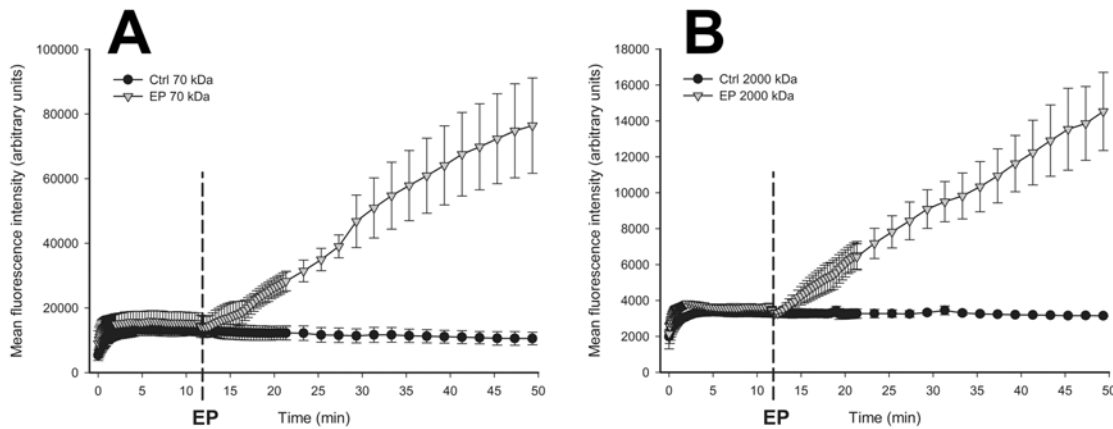 A
Mean fluorescence intensity (arbitrary units)
100000
80000
60000
40000
20000
0
Ctrl 70 kDa
EP 70 kDa
0 5 10 15 20 25 30 35 40 45 50
EP
Time (min)
B
Mean fluorescence intensity (arbitrary units)
18000
16000
14000
12000
10000
8000
6000
4000
2000
0
Ctrl 2000 kDa
EP 2000 kDa
0 5 10 15 20 25 30 35 40 45 50
EP
Time (min)